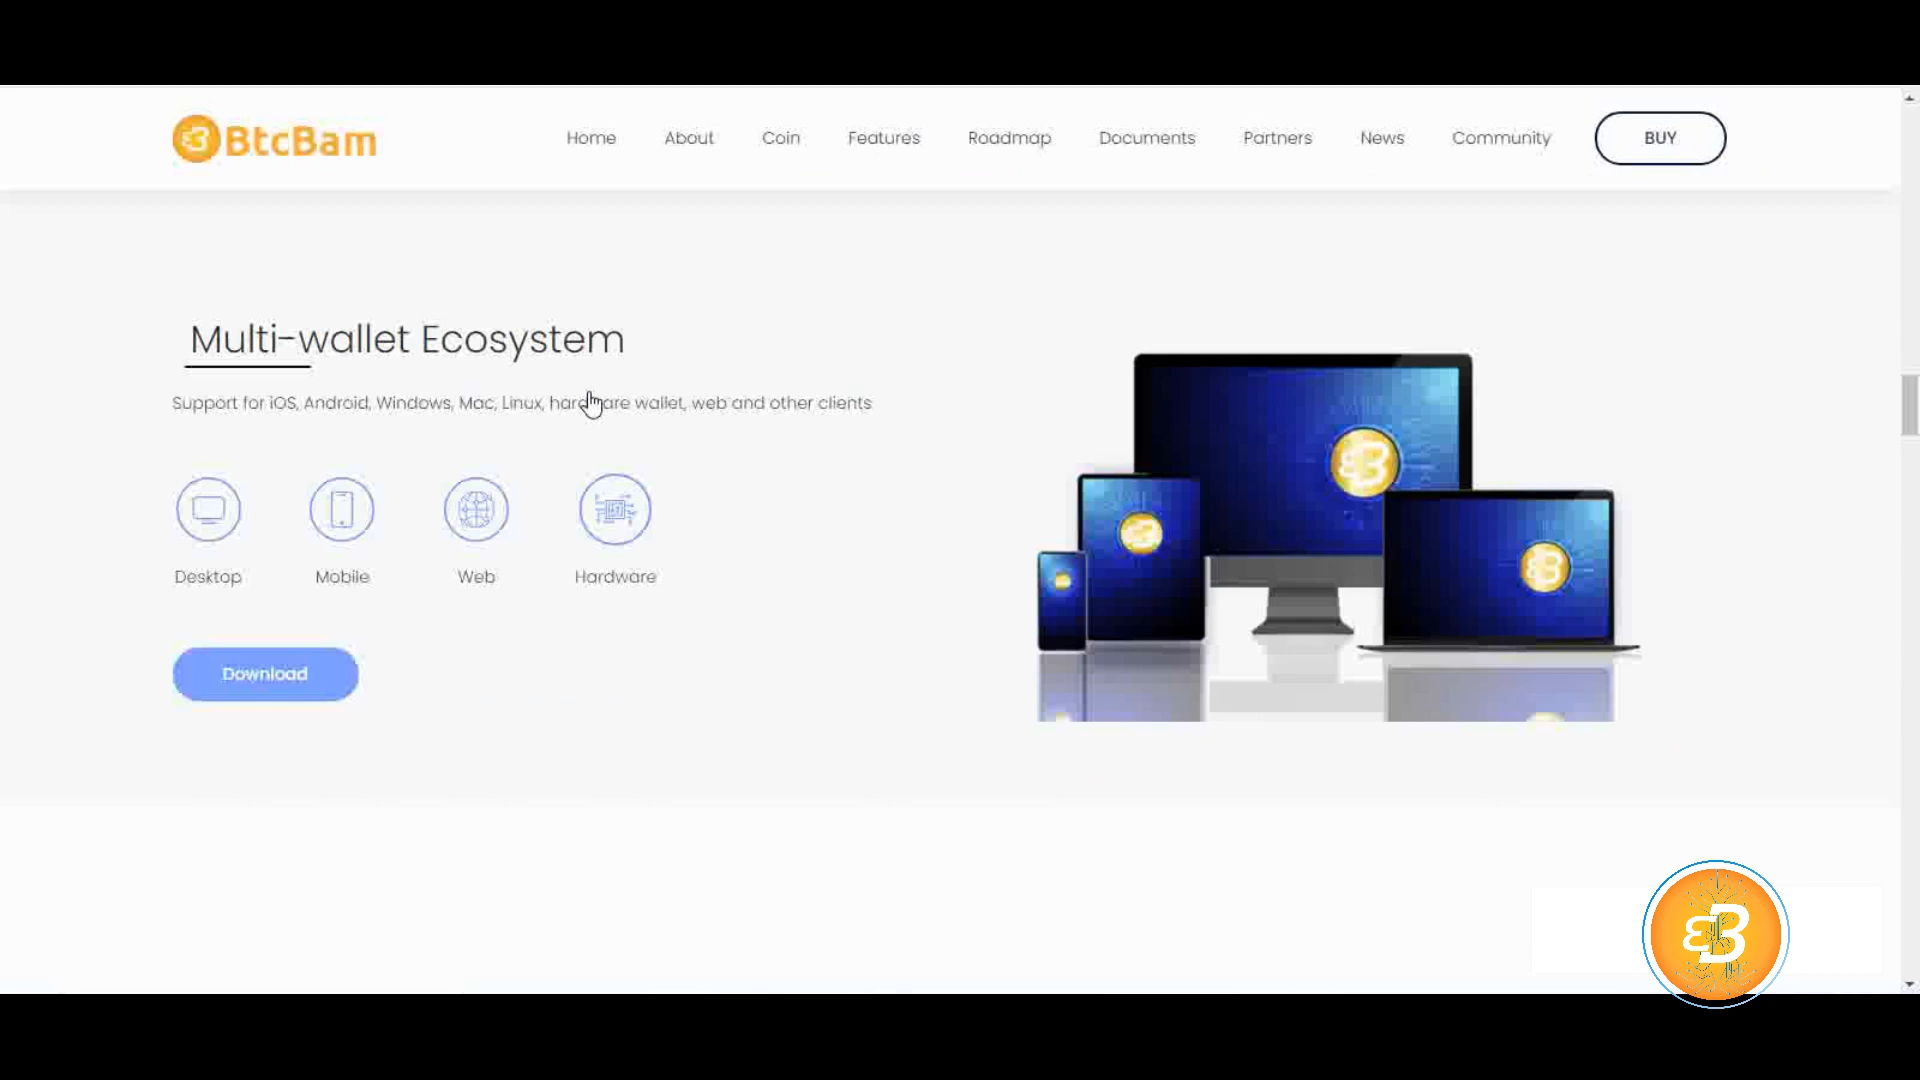 BtcBam
Home About Coin Features Roadmap Documents Partners News Community BUY
Multi-wallet Ecosystem
Support for iOS, Android, Windows, Mac, Linux, hardware wallet, web and other clients
Desktop Mobile Web Hardware
Download